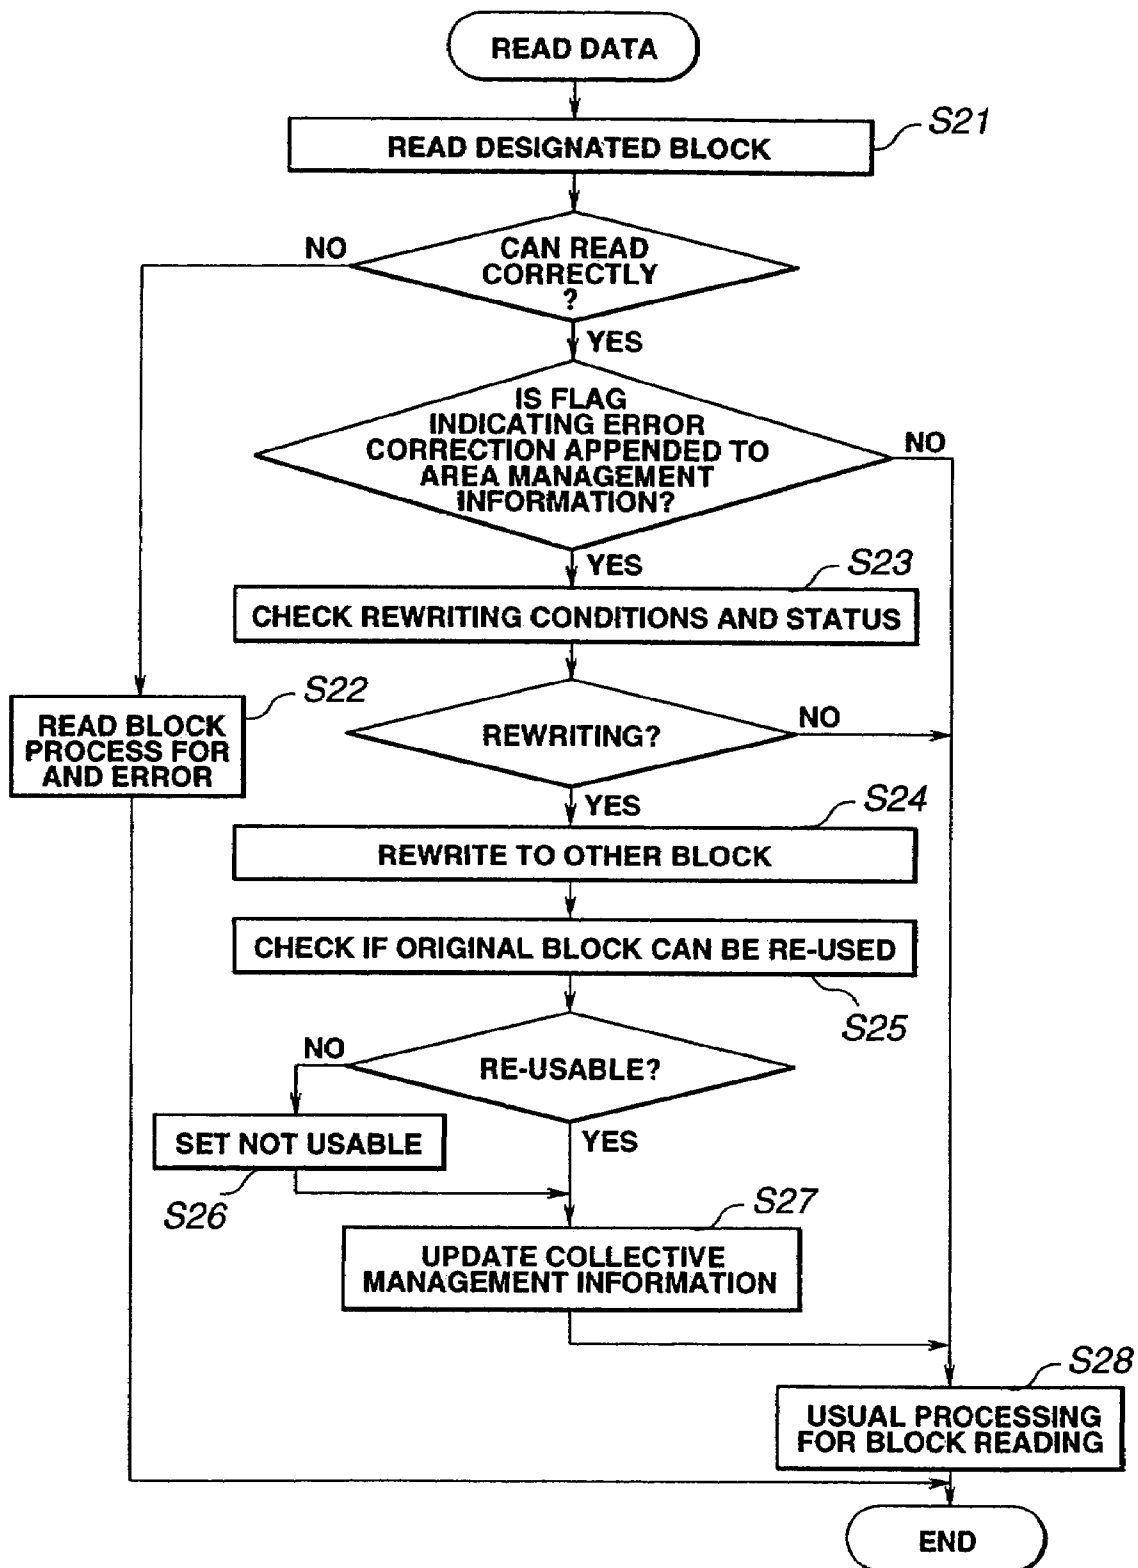 READ DATA
S21
READ DESIGNATED BLOCK
NO
CAN READ
CORRECTLY
?
YES
IS FLAG
INDICATING ERROR
CORRECTION APPENDED TO
AREA MANAGEMENT
INFORMATION?
NO
YES
S23
CHECK REWRITING CONDITIONS AND STATUS
S22
READ BLOCK
PROCESS FOR
AND ERROR
REWRITING?
NO
YES
S24
REWRITE TO OTHER BLOCK
CHECK IF ORIGINAL BLOCK CAN BE RE-USED
S25
NO
RE-USABLE?
YES
SET NOT USABLE
S26
S27
UPDATE COLLECTIVE
MANAGEMENT INFORMATION
S28
USUAL PROCESSING
FOR BLOCK READING
END